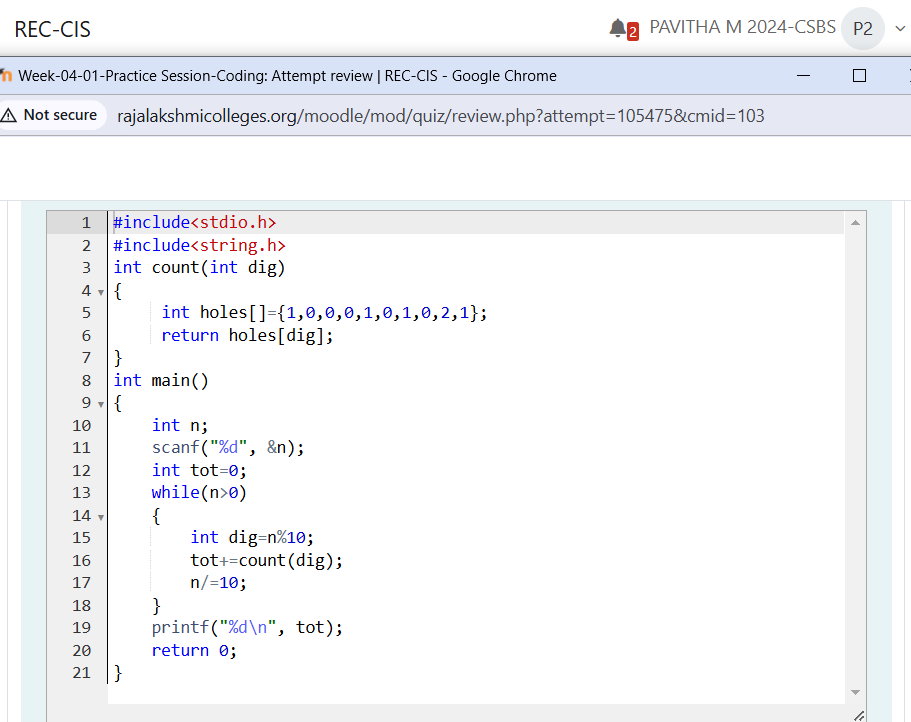 REC-CIS
2 PAVITHA M 2024-CSBS P2
Week-04-01-Practice Session-Coding: Attempt review | REC-CIS - Google Chrome
Not secure rajalakshmicolleges.org/moodle/mod/quiz/review.php?attempt=105475&cmid=103
1 #include<stdio.h>
2 #include<string.h>
3 int count(int dig)
4 {
5 int holes[]={1,0,0,0,1,0,1,0,2,1};
6 return holes[dig];
7 }
8 int main()
9 {
10 int n;
11 scanf("%d", &n);
12 int tot=0;
13 while(n>0)
14 {
15 int dig=n%10;
16 tot+=count(dig);
17 n/=10;
18 }
19 printf("%d\n", tot);
20 return 0;
21 }